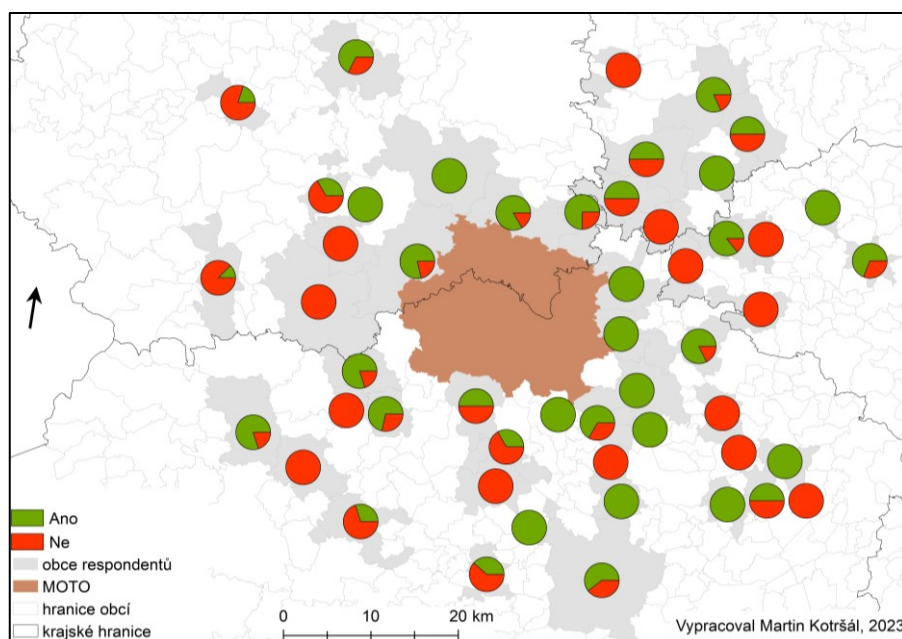 Ano
Ne
obce respondentů
MOTO
hranice obcí
krajské hranice
0 10 20 km
Vypracoval Martin Kotršál, 2023